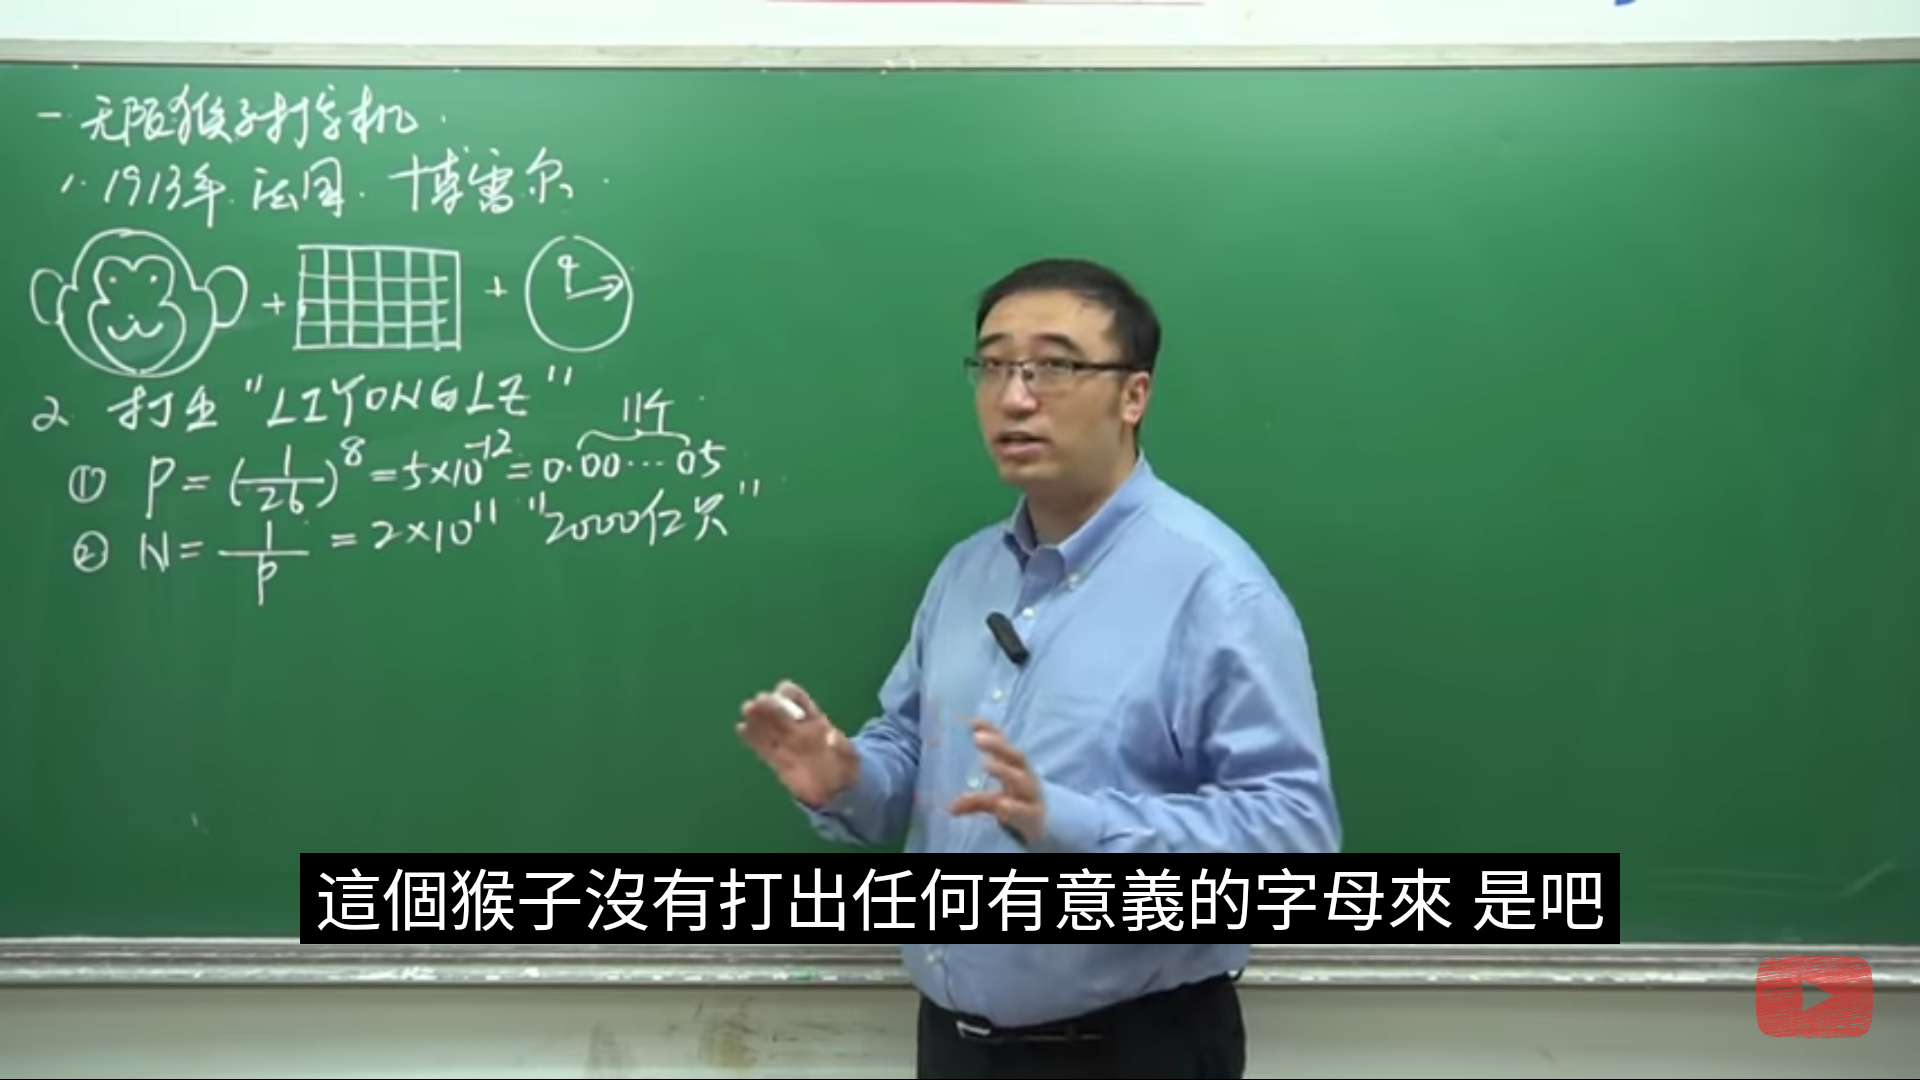 一 无限猴子打字机.
1. 1913年. 法国. 博雷尔.
+ +
2. 打出"LIYONGLE"
11个
① P=(1/26)^8=5×10^-12=0.00...05
② N=1/P=2×10^11 "2000亿只"
這個猴子沒有打出任何有意義的字母來 是吧